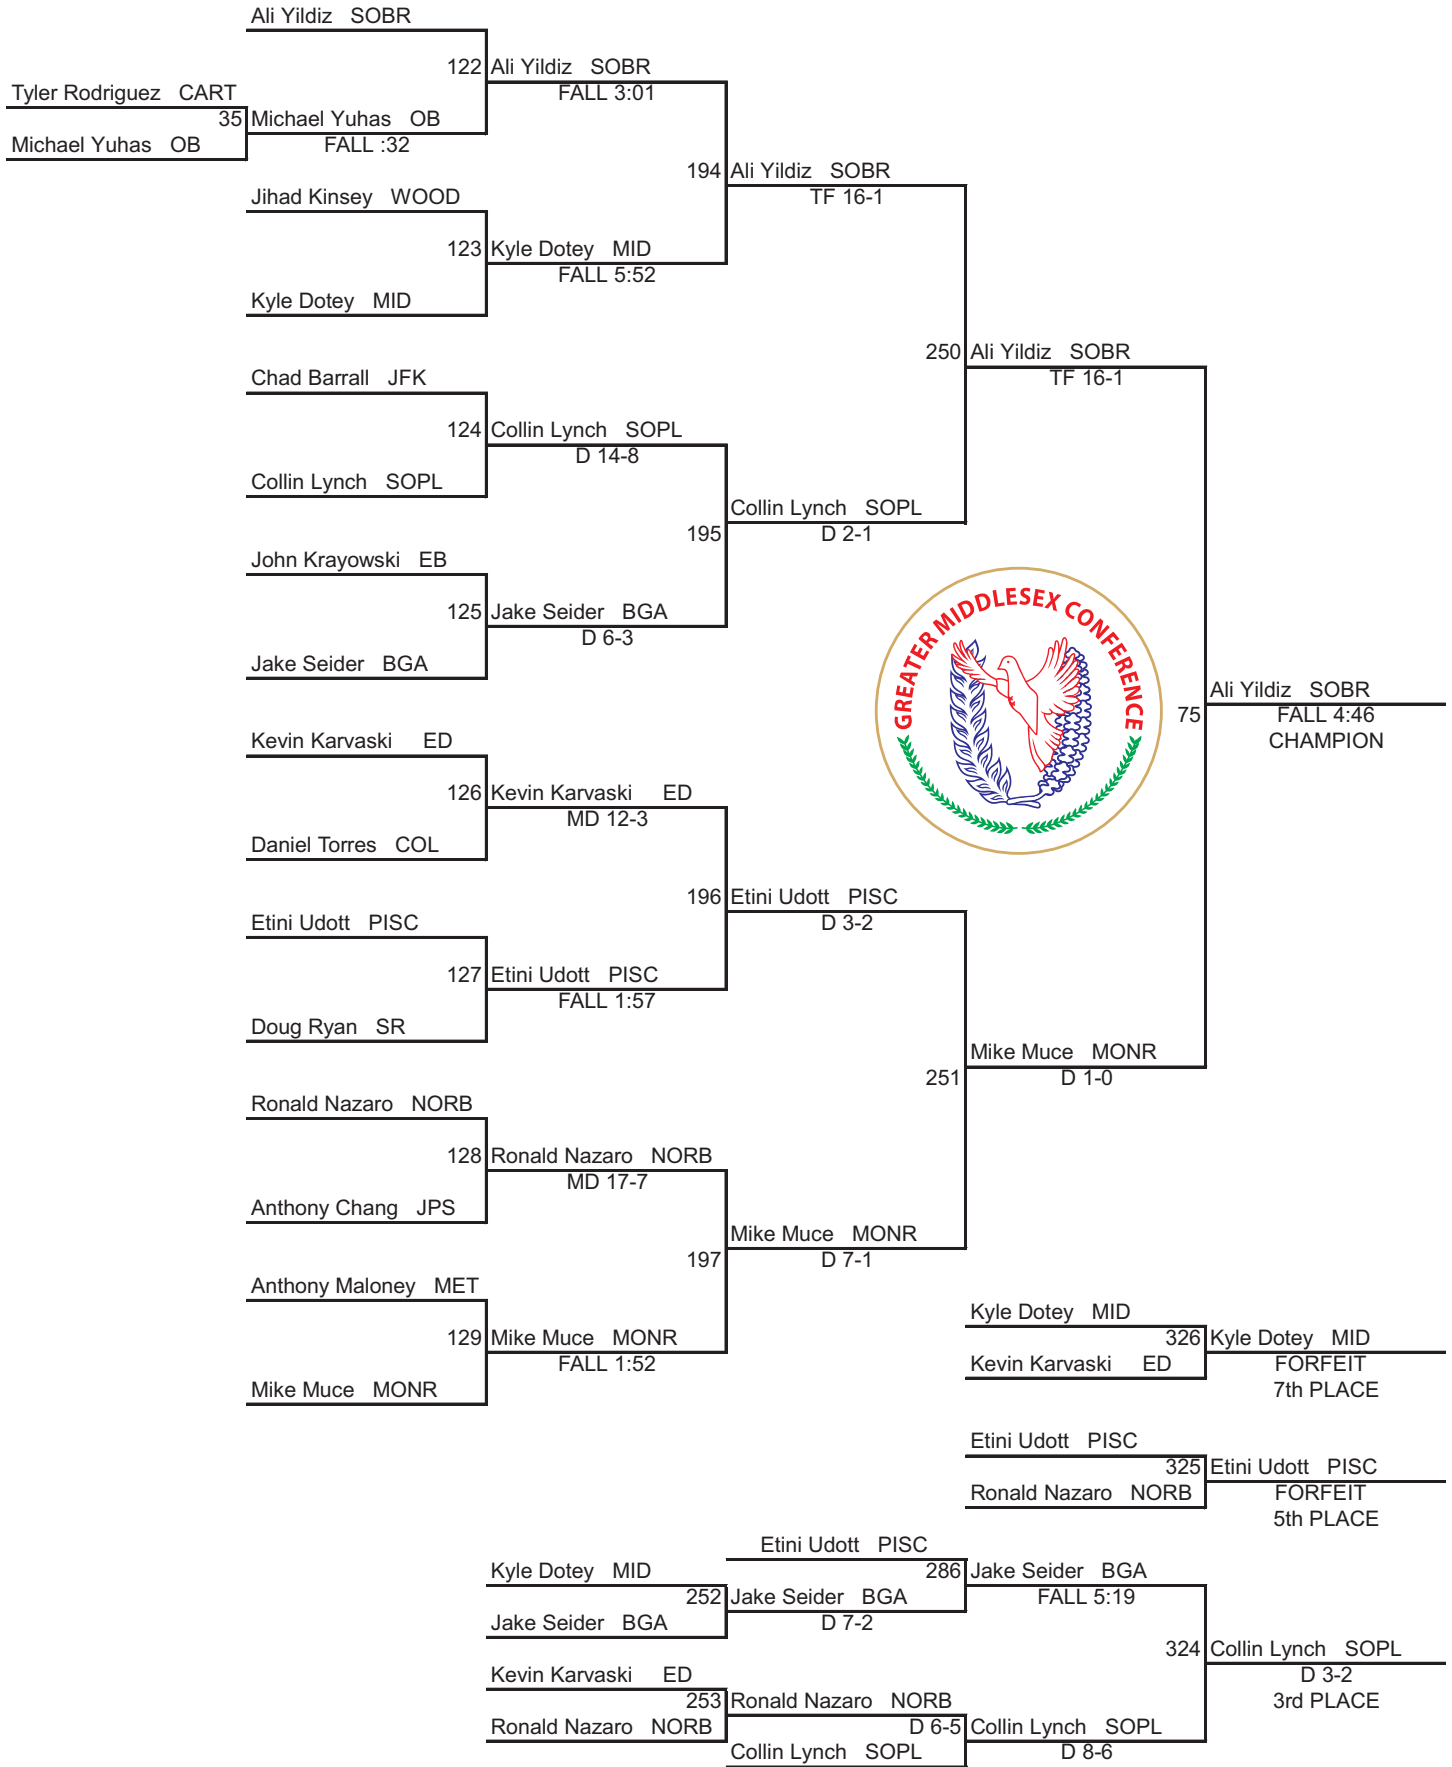 Ali Yildiz SOBR
122 Ali Yildiz SOBR
Tyler Rodriguez CART
FALL 3:01
35 Michael Yuhas OB
Michael Yuhas OB
FALL :32
194 Ali Yildiz SOBR
TF 16-1
Jihad Kinsey WOOD
123 Kyle Dotey MID
FALL 5:52
Kyle Dotey MID
250 Ali Yildiz SOBR
TF 16-1
Chad Barrall JFK
124 Collin Lynch SOPL
D 14-8
Collin Lynch SOPL
Collin Lynch SOPL
195
D 2-1
John Krayowski EB
125 Jake Seider BGA
D 6-3
Jake Seider BGA
GREATER MIDDLESEX CONFERENCE
Ali Yildiz SOBR
75
FALL 4:46
CHAMPION
Kevin Karvaski ED
126 Kevin Karvaski ED
MD 12-3
Daniel Torres COL
196 Etini Udott PISC
D 3-2
Etini Udott PISC
127 Etini Udott PISC
FALL 1:57
Doug Ryan SR
Mike Muce MONR
251
D 1-0
Ronald Nazaro NORB
128 Ronald Nazaro NORB
MD 17-7
Anthony Chang JPS
Mike Muce MONR
197
D 7-1
Anthony Maloney MET
129 Mike Muce MONR
FALL 1:52
Mike Muce MONR
Kyle Dotey MID
326 Kyle Dotey MID
Kevin Karvaski ED
FORFEIT
7th PLACE
Etini Udott PISC
325 Etini Udott PISC
Ronald Nazaro NORB
FORFEIT
5th PLACE
Etini Udott PISC
Kyle Dotey MID
286 Jake Seider BGA
252 Jake Seider BGA
FALL 5:19
Jake Seider BGA
D 7-2
324 Collin Lynch SOPL
D 3-2
3rd PLACE
Kevin Karvaski ED
253 Ronald Nazaro NORB
Ronald Nazaro NORB
D 6-5 Collin Lynch SOPL
Collin Lynch SOPL
D 8-6